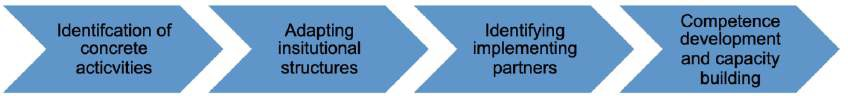 Identifcation of
concrete
acticvities
Adapting
insitutional
structures
Identifying
implementing
partners
Competence
development
and capacity
building